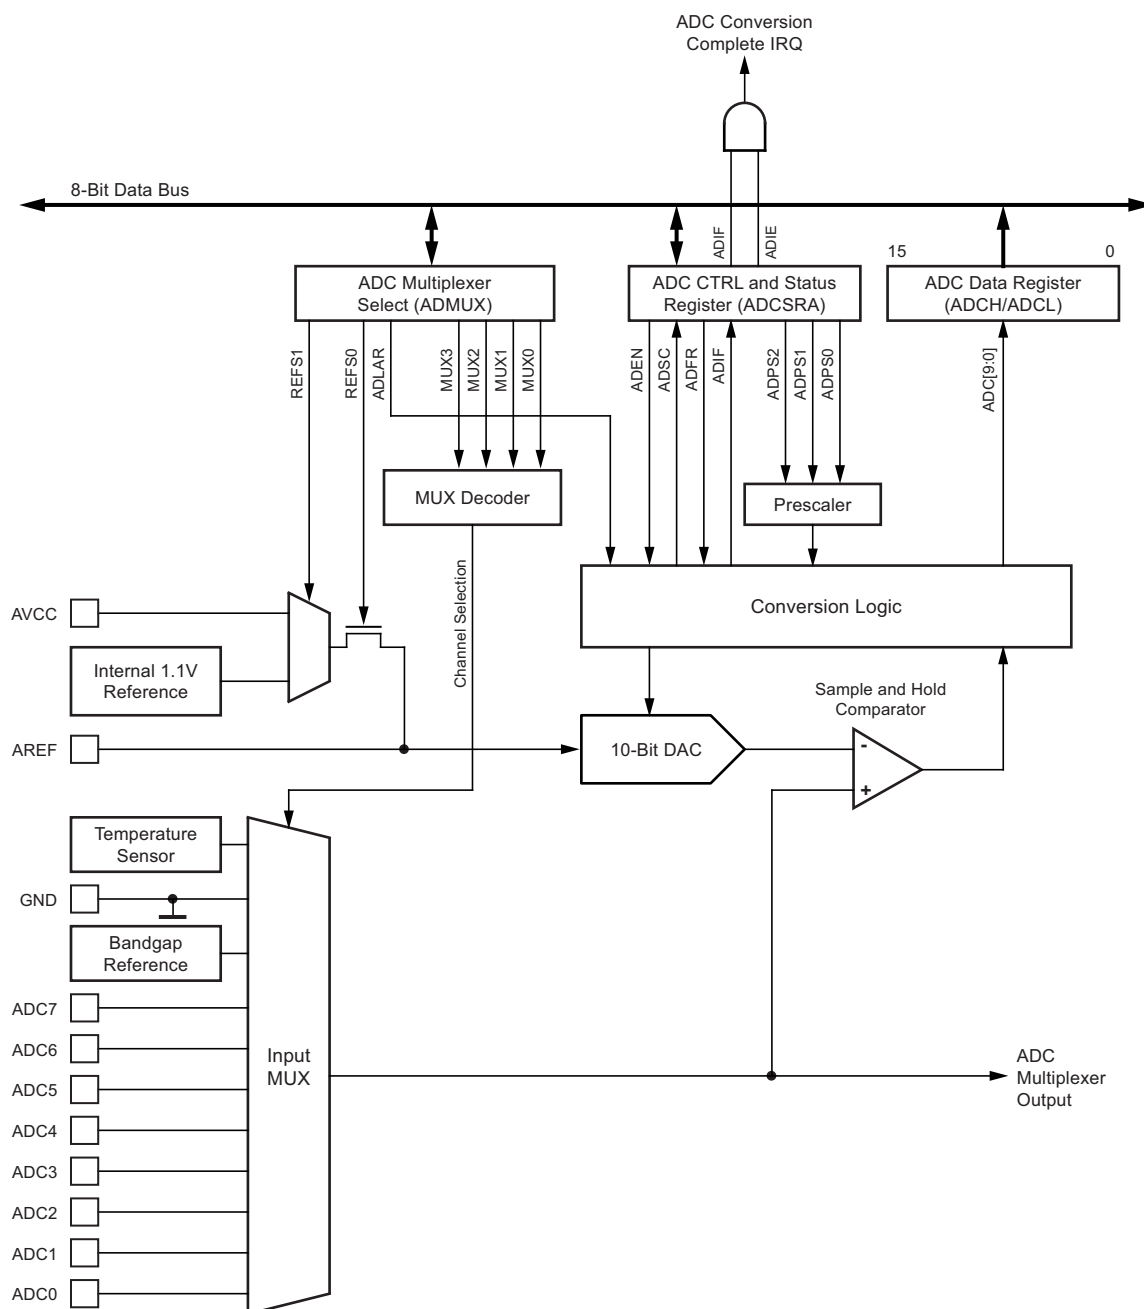 ADC Conversion
Complete IRQ
8-Bit Data Bus
ADIF
ADIE
15
0
ADC Multiplexer
Select (ADMUX)
ADC CTRL and Status
Register (ADCSRA)
ADC Data Register
(ADCH/ADCL)
REFS1
REFS0
ADLAR
MUX3
MUX2
MUX1
MUX0
ADEN
ADSC
ADFR
ADIF
ADPS2
ADPS1
ADPS0
ADC[9:0]
MUX Decoder
Prescaler
Channel Selection
Conversion Logic
AVCC
Internal 1.1V
Reference
Sample and Hold
Comparator
AREF
10-Bit DAC
-
+
Temperature
Sensor
GND
Bandgap
Reference
ADC7
ADC6
ADC5
ADC4
ADC3
ADC2
ADC1
ADC0
Input
MUX
ADC
Multiplexer
Output